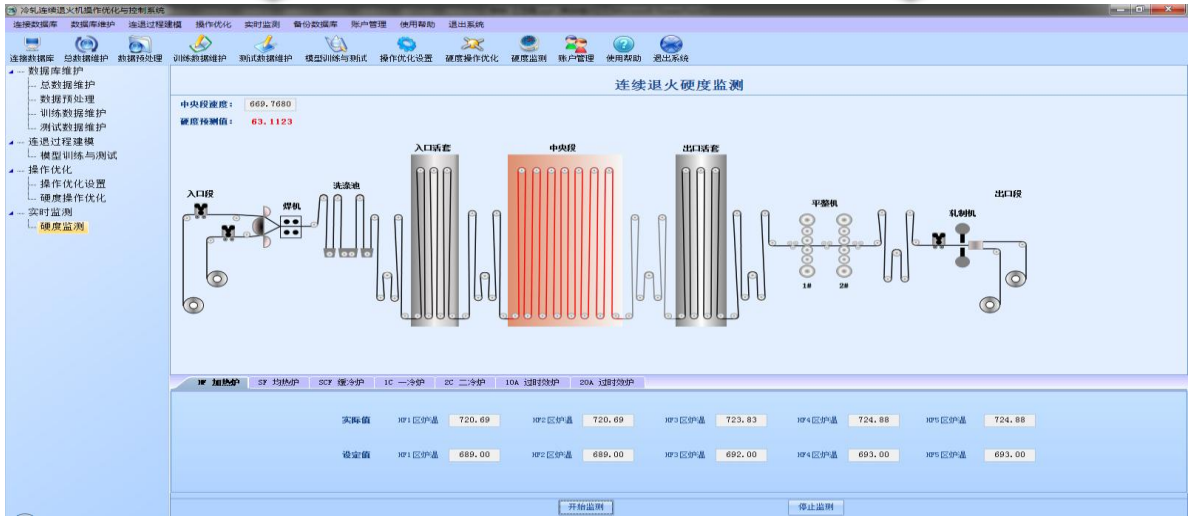 冷轧连续退火机操作优化与控制系统
连接数据库 数据库维护 连退过程建模 操作优化 实时监测 备份数据库 账户管理 使用帮助 退出系统
连接数据库 总数据维护 数据预处理 训练数据维护 测试数据维护 模型训练与测试 操作优化设置 硬度操作优化 硬度监测 账户管理 使用帮助 退出系统
数据库维护
总数据维护
数据预处理
训练数据维护
测试数据维护
连退过程建模
模型训练与测试
操作优化
操作优化设置
硬度操作优化
实时监测
硬度监测
连续退火硬度监测
中央段速度： 669.7680
硬度预测值： 63.1123
入口活套 中央段 出口活套
入口段 焊机 洗涤池 平整机 轧制机 出口段
1# 2#
HF 加热炉 SF 均热炉 SCF 缓冷炉 1C 一冷炉 2C 二冷炉 1OA 过时效炉 2OA 过时效炉
实际值 HF1区炉温 720.69 HF2区炉温 720.69 HF3区炉温 723.83 HF4区炉温 724.88 HF5区炉温 724.88
设定值 HF1区炉温 689.00 HF2区炉温 689.00 HF3区炉温 692.00 HF4区炉温 693.00 HF5区炉温 693.00
开始监测 停止监测